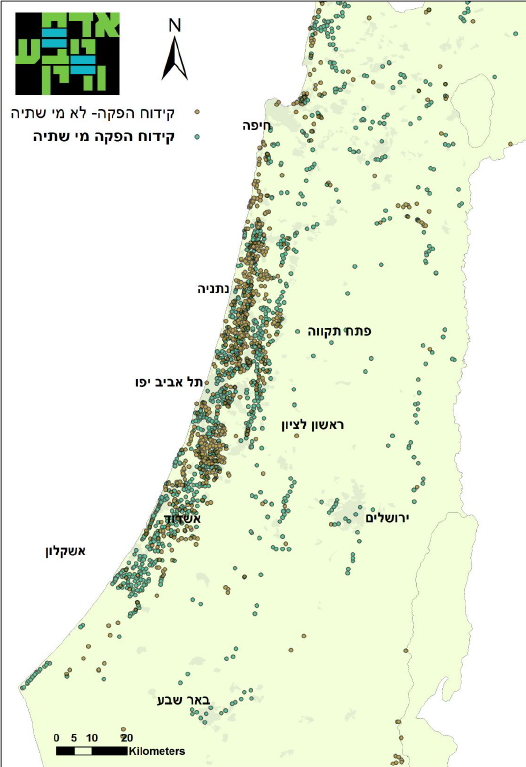 אדם
טבע
ודין
N
קידוח הפקה- לא מי שתיה
קידוח הפקה מי שתיה
חיפה
נתניה
פתח תקווה
תל אביב יפו
ראשון לציון
אשדוד
ירושלים
אשקלון
באר שבע
0 5 10 20
Kilometers